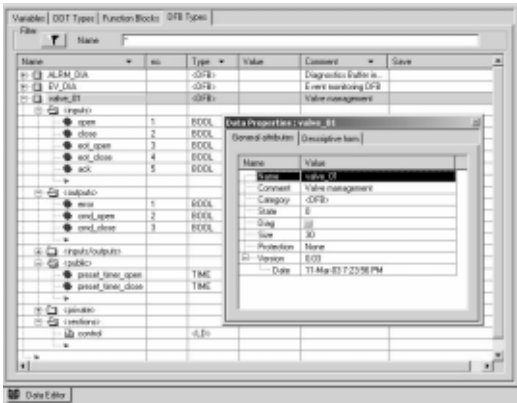 Variables DDT Types Function Blocks DFB Types
Filter
Name *
Name no. Type Value Comment Save
ALRM_DIA <DFB> Diagnostics Buffer in...
EV_DIA <DFB> Event monitoring DFB
valve_01 <DFB> Valve management
<inputs>
open 1 BOOL
close 2 BOOL
eot_open 3 BOOL
eot_close 4 BOOL
ack 5 BOOL
<outputs>
error 1 BOOL
cmd_open 2 BOOL
cmd_close 3 BOOL
<inputs/outputs>
<public>
preset_timer_open TIME
preset_timer_close TIME
<private>
<sections>
control <LD>
Data Properties : valve_01
General attributes Descriptive form
Name Value
Name valve_01
Comment Valve management
Category <DFB>
State 0
Diag
Size 30
Protection None
Version 0.03
Date 11-Mar-03 7:23:56 PM
Data Editor